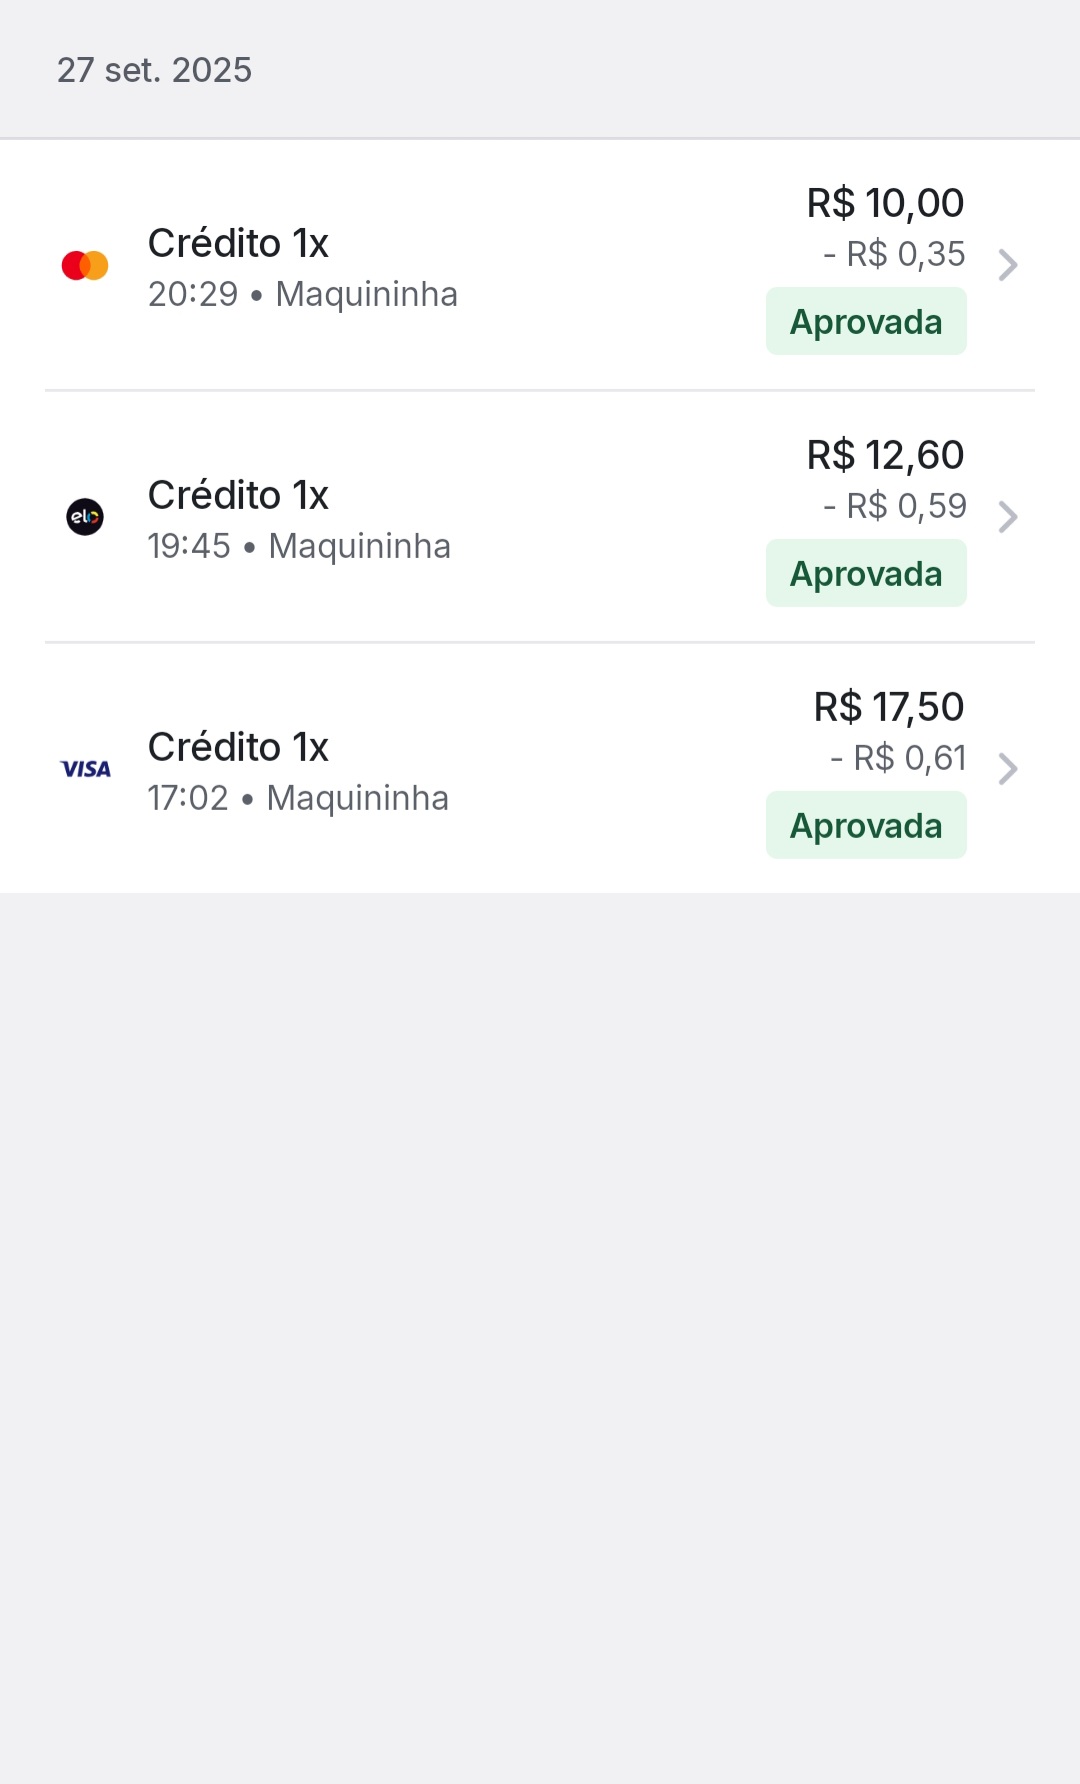 27 set. 2025
R$ 10,00
Crédito 1x
- R$ 0,35
20:29 • Maquininha
Aprovada
R$ 12,60
Crédito 1x
- R$ 0,59
elo
19:45 • Maquininha
Aprovada
R$ 17,50
Crédito 1x
- R$ 0,61
VISA
17:02 • Maquininha
Aprovada